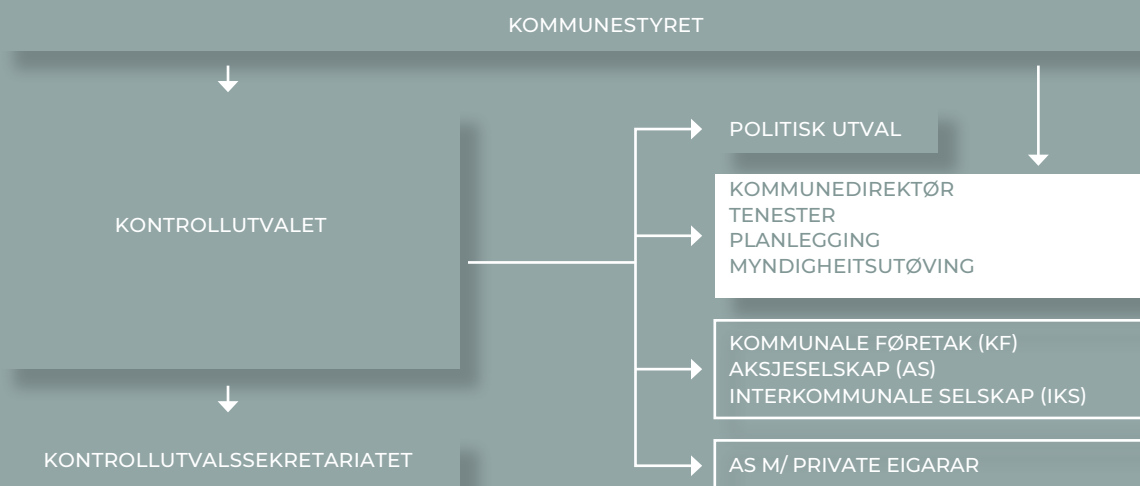 KOMMUNESTYRET
KONTROLLUTVALET
KONTROLLUTVALSSEKRETARIATET
POLITISK UTVAL
KOMMUNEDIREKTØR
TENESTER
PLANLEGGING
MYNDIGHEITSUTØVING
KOMMUNALE FØRETAK (KF)
AKSJESELSKAP (AS)
INTERKOMMUNALE SELSKAP (IKS)
AS M/ PRIVATE EIGARAR